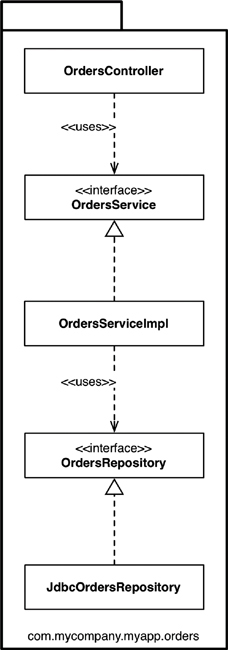 OrdersController
<<uses>>
<<interface>>
OrdersService
OrdersServiceImpl
<<uses>>
<<interface>>
OrdersRepository
JdbcOrdersRepository
com.mycompany.myapp.orders